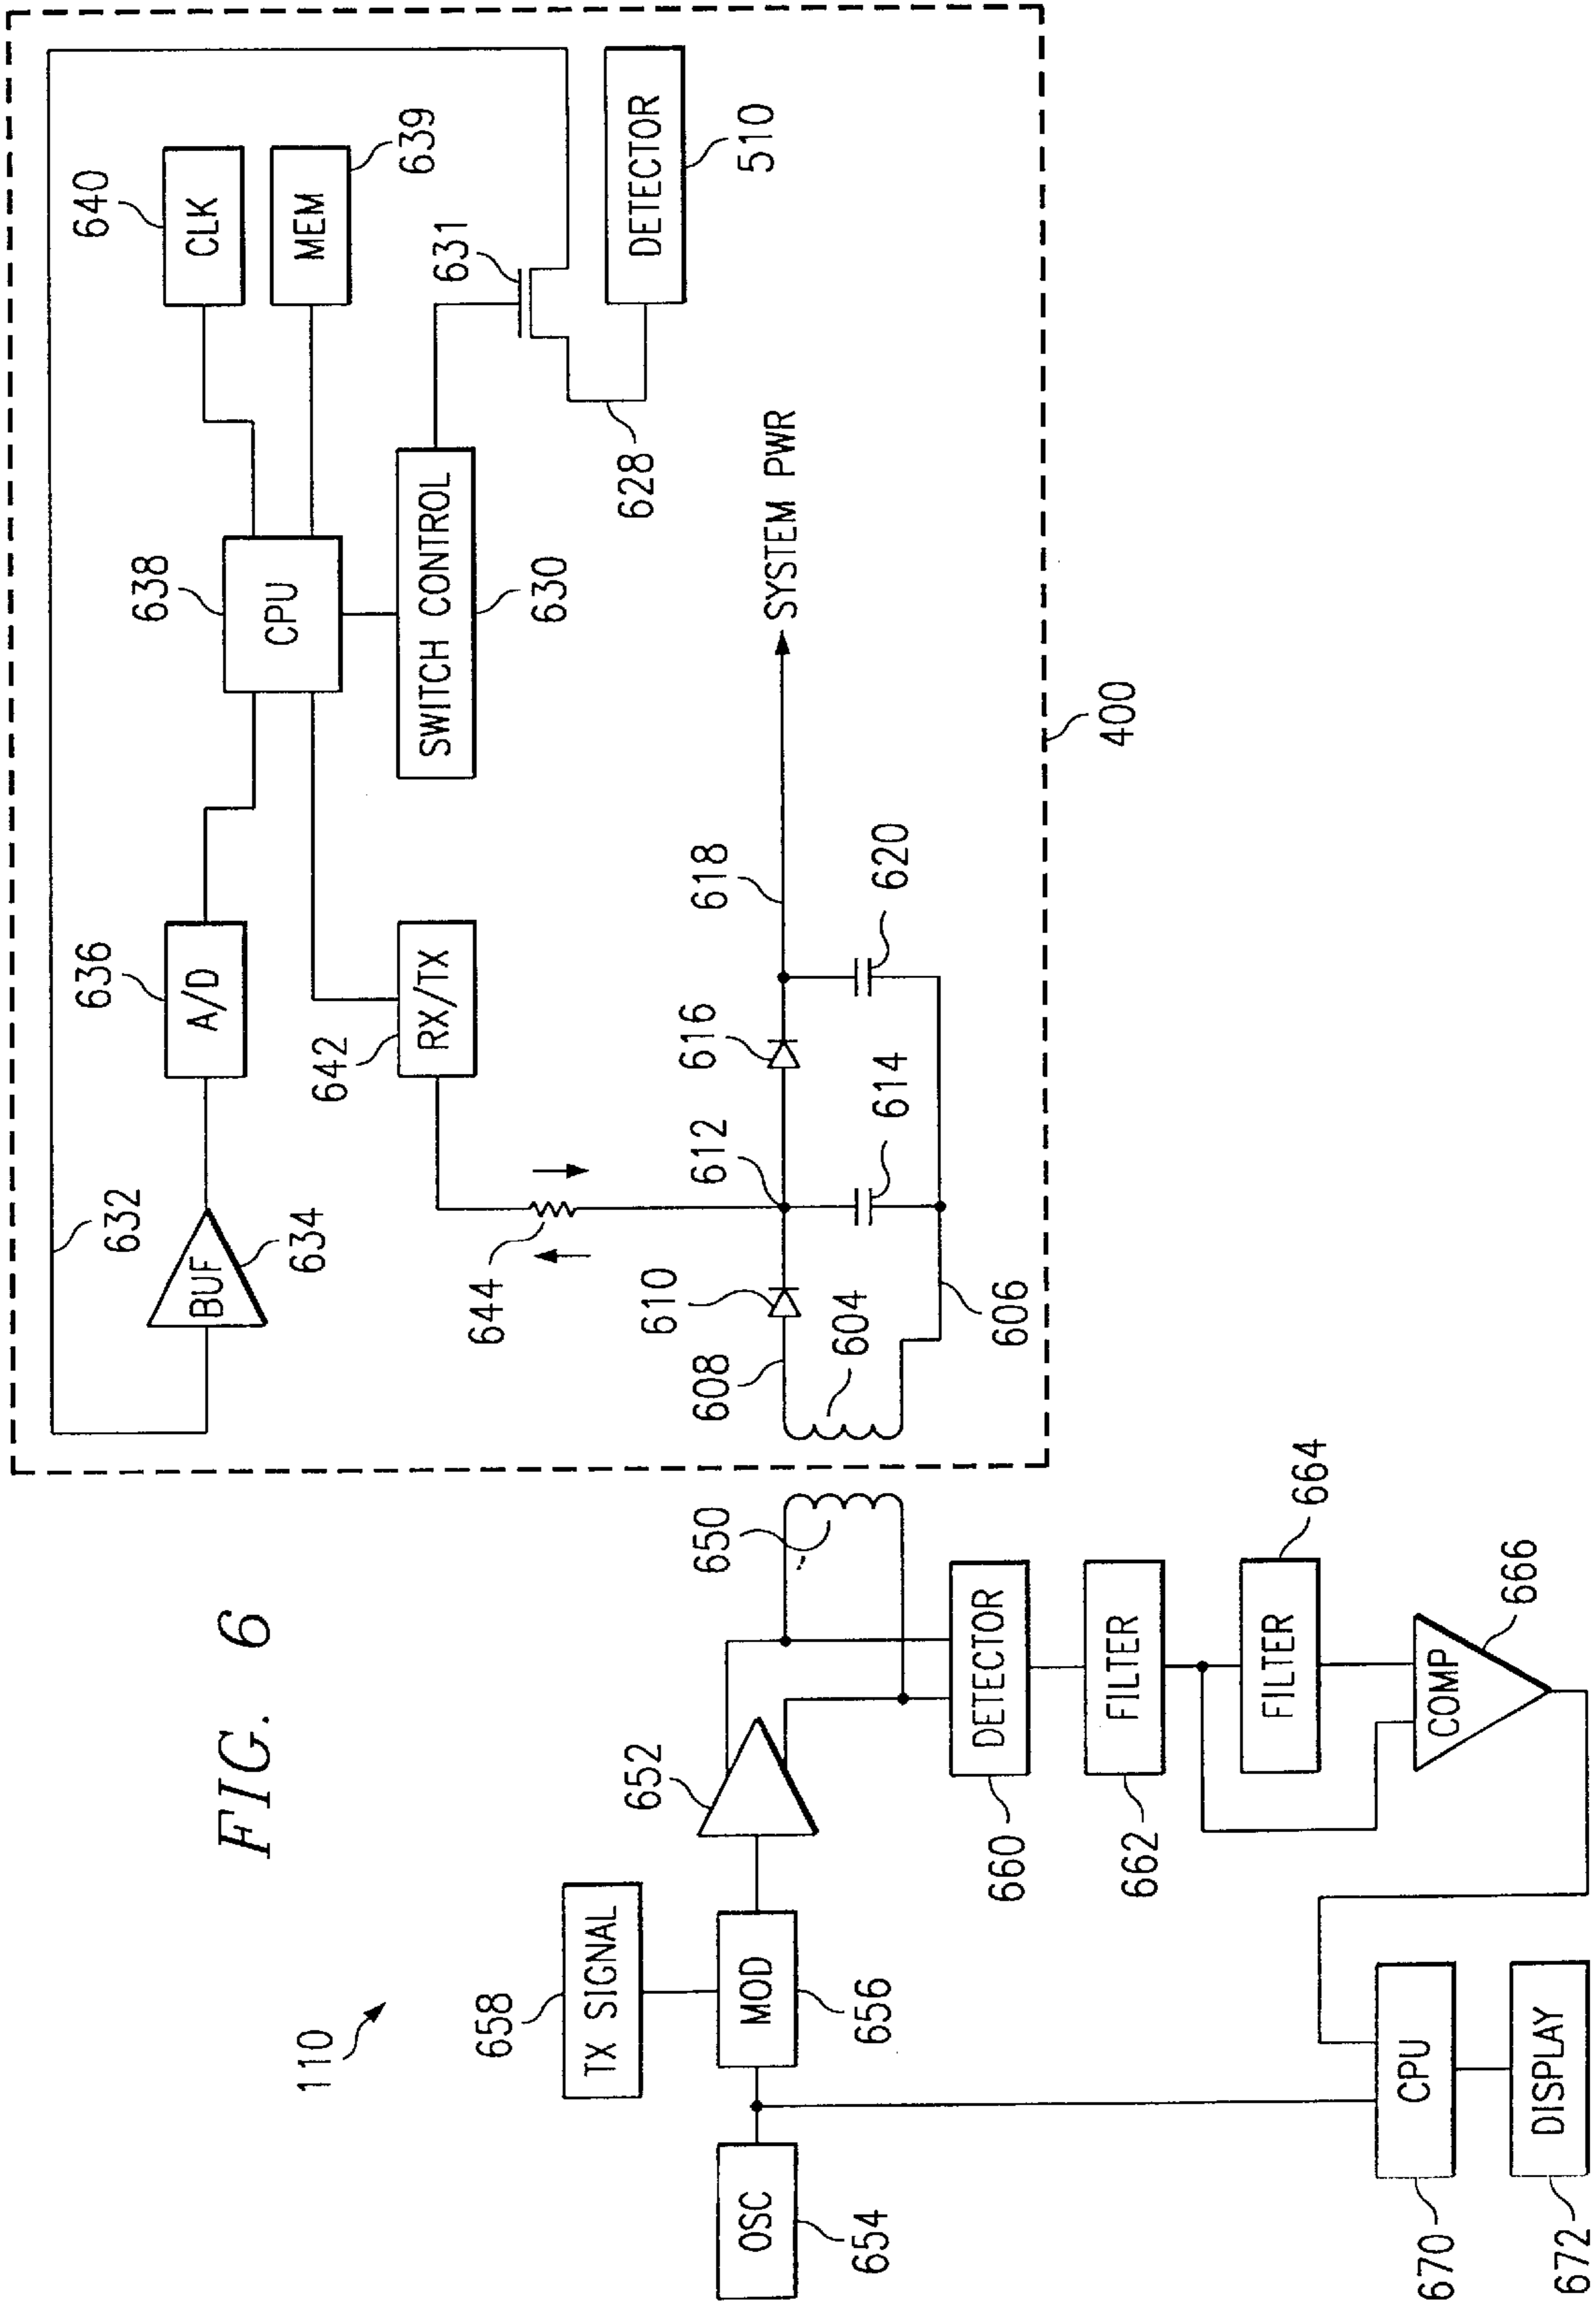 FIG. 6
110
OSC
654
TX SIGNAL
658
MOD
656
652
650
DETECTOR
660
FILTER
662
FILTER
664
COMP
666
CPU
670
DISPLAY
672
400
632
BUF
634
A/D
636
CPU
638
CLK
640
MEM
639
RX/TX
642
SWITCH CONTROL
630
631
628
DETECTOR
510
644
604
606
608
610
612
614
616
618
620
SYSTEM PWR